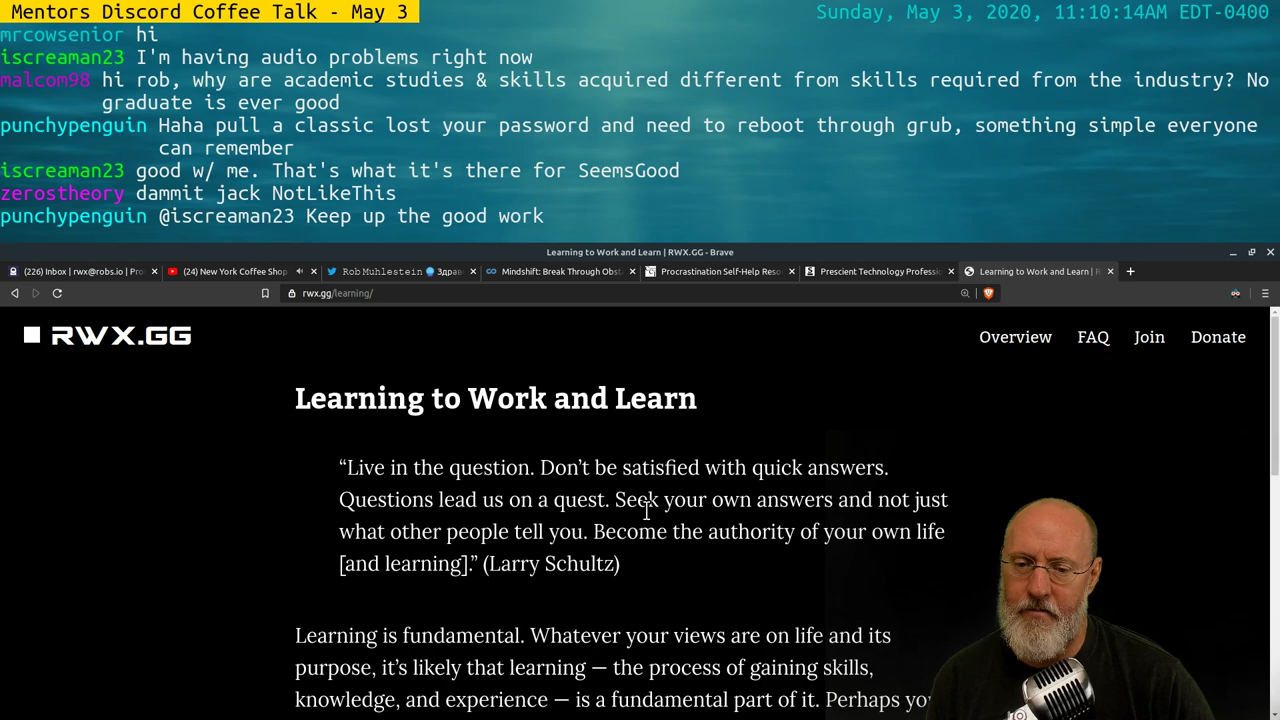 Mentors Discord Coffee Talk - May 3
Sunday, May 3, 2020, 11:10:14AM EDT-0400
mrcowsenior hi
iscreaman23 I'm having audio problems right now
malcom98 hi rob, why are academic studies & skills acquired different from skills required from the industry? No
graduate is ever good
punchypenguin Haha pull a classic lost your password and need to reboot through grub, something simple everyone
can remember
iscreaman23 good w/ me. That's what it's there for SeemsGood
zerostheory dammit jack NotLikeThis
punchypenguin @iscreaman23 Keep up the good work
Learning to Work and Learn | RWX.GG - Brave
(226) Inbox | rwx@robs.io | Pro
(24) New York Coffee Shop
Rob Muhlestein
Здрав
Mindshift: Break Through Obst
Procrastination Self-Help Reso
Prescient Technology Professi
Learning to Work and Learn | R
rwx.gg/learning/
RWX.GG
Overview FAQ Join Donate
Learning to Work and Learn
“Live in the question. Don’t be satisfied with quick answers.
Questions lead us on a quest. Seek your own answers and not just
what other people tell you. Become the authority of your own life
[and learning].” (Larry Schultz)
Learning is fundamental. Whatever your views are on life and its
purpose, it’s likely that learning — the process of gaining skills,
knowledge, and experience — is a fundamental part of it. Perhaps yo